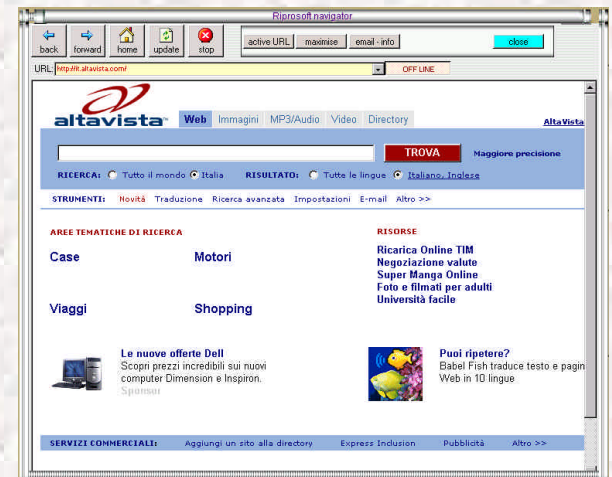 Riprosoft navigator
back forward home update stop active URL maximise email - info close
URL: http://it.altavista.com/ OFF LINE
altavista Web Immagini MP3/Audio Video Directory AltaVista
TROVA Maggiore precisione
RICERCA: Tutto il mondo Italia RISULTATO: Tutte le lingue Italiano, Inglese
STRUMENTI: Novità Traduzione Ricerca avanzata Impostazioni E-mail Altro >>
AREE TEMATICHE DI RICERCA
Case Motori
Viaggi Shopping
RISORSE
Ricarica Online TIM
Negoziazione valute
Super Manga Online
Foto e filmati per adulti
Università facile
Le nuove offerte Dell
Scopri prezzi incredibili sui nuovi
computer Dimension e Inspiron.
Sponsor
Puoi ripetere?
Babel Fish traduce testo e pagin
Web in 10 lingue
SERVIZI COMMERCIALI: Aggiungi un sito alla directory Express Inclusion Pubblicità Altro >>